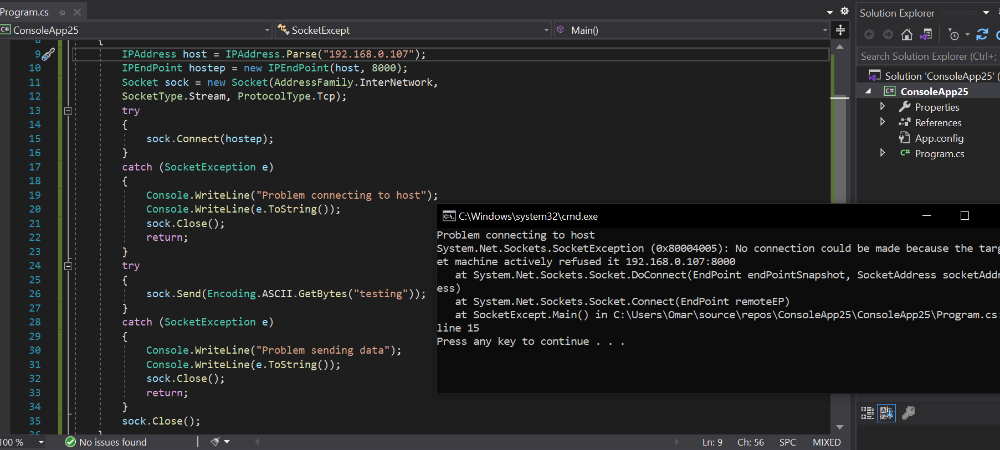 Program.cs
C# ConsoleApp25
SocketExcept
Main()
9 IPAddress host = IPAddress.Parse("192.168.0.107");
10 IPEndPoint hostep = new IPEndPoint(host, 8000);
11 Socket sock = new Socket(AddressFamily.InterNetwork,
12 SocketType.Stream, ProtocolType.Tcp);
13 try
14 {
15 sock.Connect(hostep);
16 }
17 catch (SocketException e)
18 {
19 Console.WriteLine("Problem connecting to host");
20 Console.WriteLine(e.ToString());
21 sock.Close();
22 return;
23 }
24 try
25 {
26 sock.Send(Encoding.ASCII.GetBytes("testing"));
27 }
28 catch (SocketException e)
29 {
30 Console.WriteLine("Problem sending data");
31 Console.WriteLine(e.ToString());
32 sock.Close();
33 return;
34 }
35 sock.Close();
100 %
No issues found
Ln: 9 Ch: 56 SPC MIXED
C:\Windows\system32\cmd.exe
Problem connecting to host
System.Net.Sockets.SocketException (0x80004005): No connection could be made because the targ
et machine actively refused it 192.168.0.107:8000
at System.Net.Sockets.Socket.DoConnect(EndPoint endPointSnapshot, SocketAddress socketAddr
ess)
at System.Net.Sockets.Socket.Connect(EndPoint remoteEP)
at SocketExcept.Main() in C:\Users\Omar\source\repos\ConsoleApp25\ConsoleApp25\Program.cs:
line 15
Press any key to continue . . .
Solution Explorer
Search Solution Explorer (Ctrl+;
Solution 'ConsoleApp25' (
C# ConsoleApp25
Properties
References
App.config
C# Program.cs